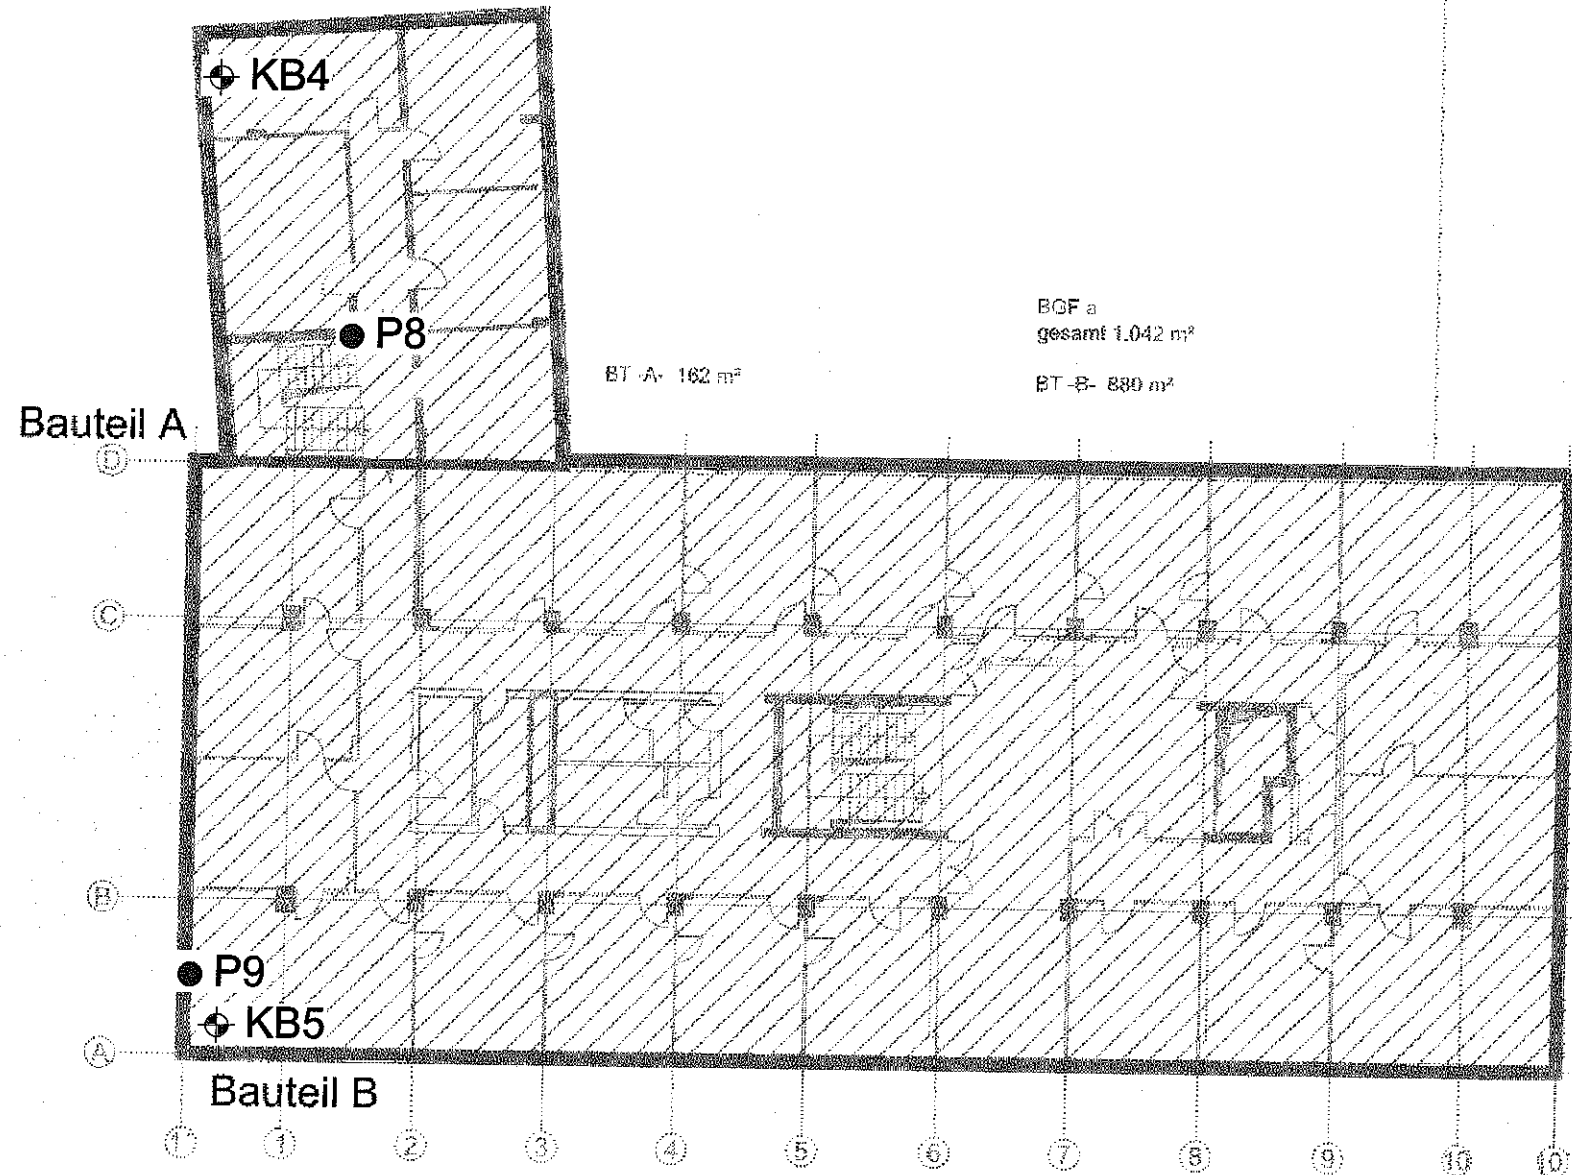 KB4
BGF a
gesamt 1.042 m²
P8
BT -A- 162 m²
BT -B- 880 m²
Bauteil A
D
C
B
P9
KB5
A
Bauteil B
1'
1
2
3
4
5
6
7
8
9
10
10'